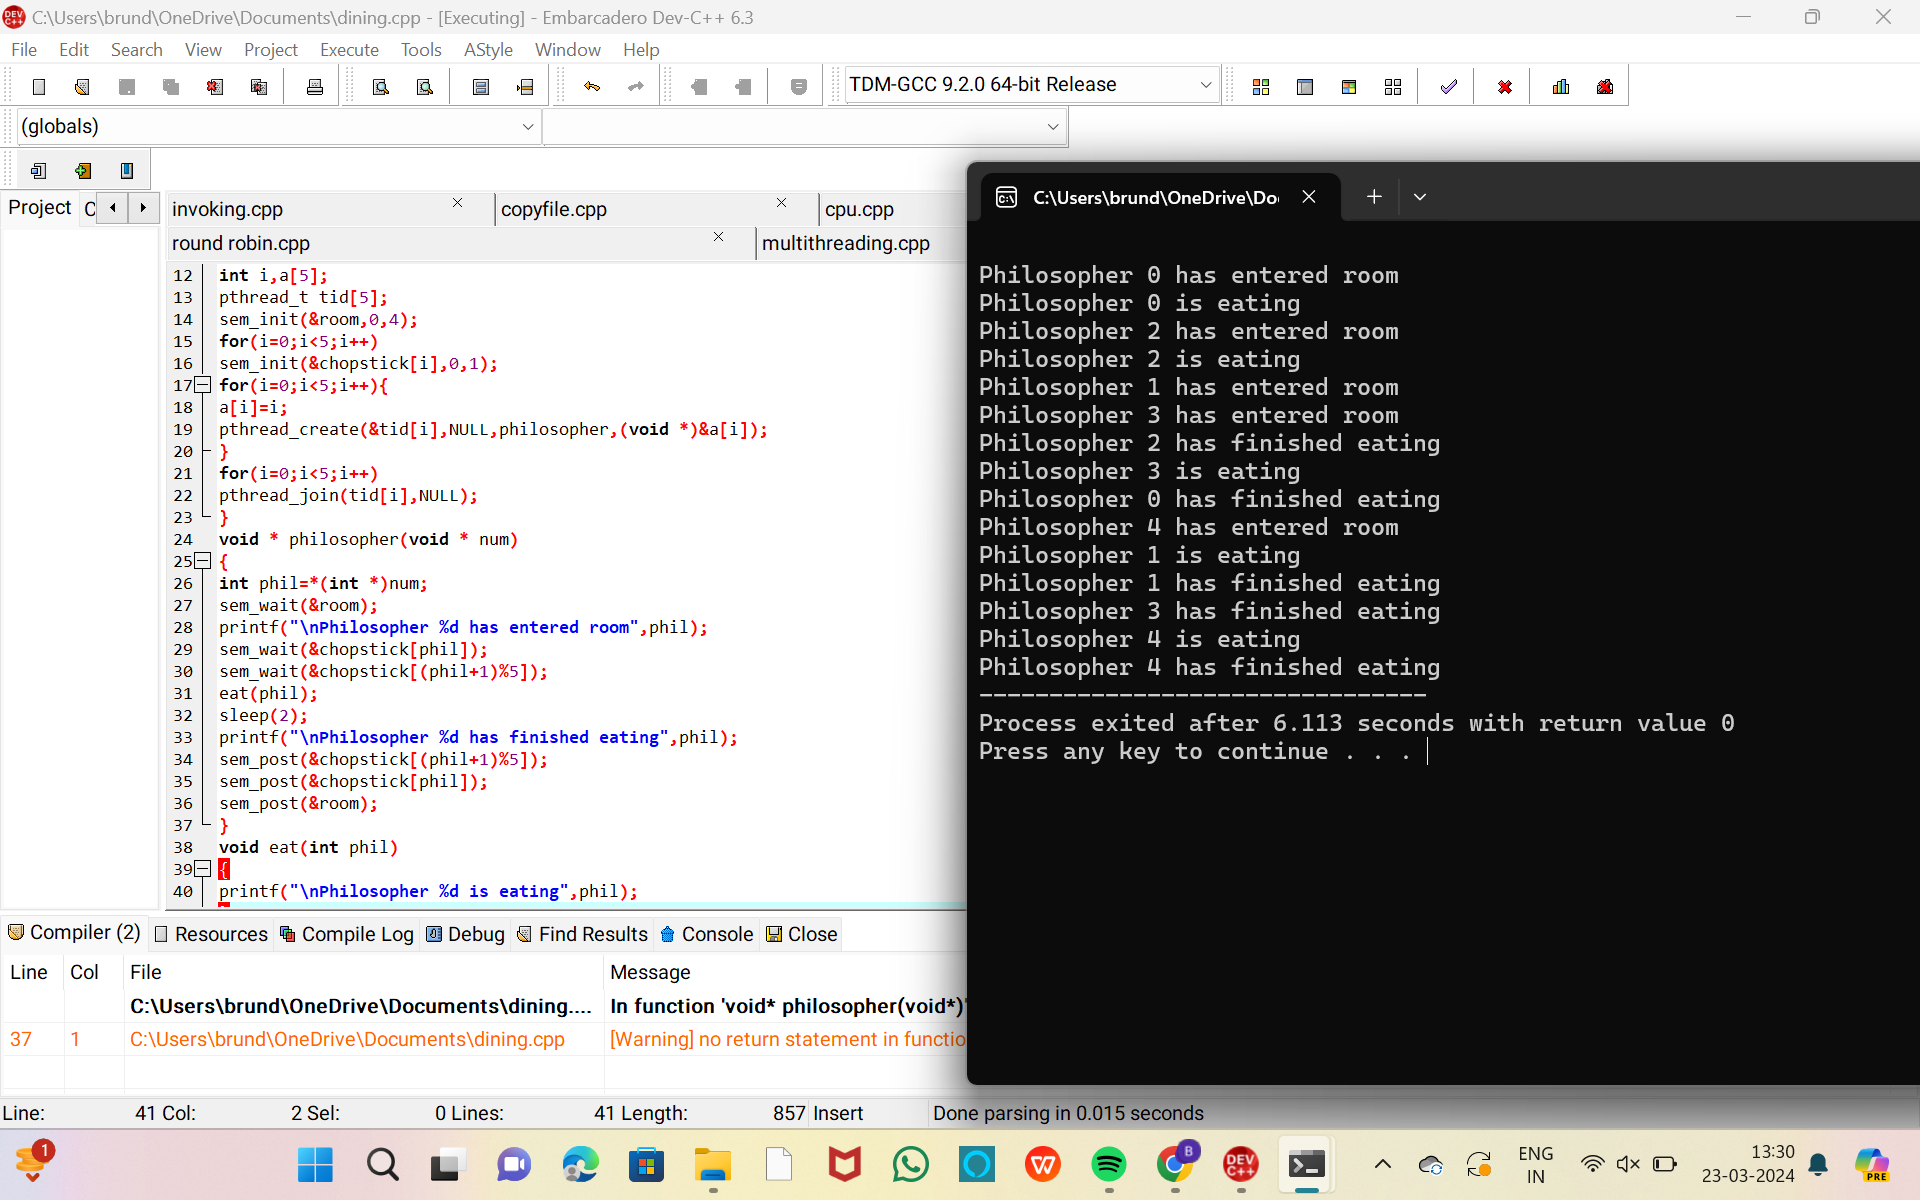 C:\Users\brund\OneDrive\Documents\dining.cpp - [Executing] - Embarcadero Dev-C++ 6.3
File Edit Search View Project Execute Tools AStyle Window Help
TDM-GCC 9.2.0 64-bit Release
(globals)
Project C
invoking.cpp copyfile.cpp cpu.cpp
round robin.cpp multithreading.cpp
12 int i,a[5];
13 pthread_t tid[5];
14 sem_init(&room,0,4);
15 for(i=0;i<5;i++)
16 sem_init(&chopstick[i],0,1);
17 for(i=0;i<5;i++){
18 a[i]=i;
19 pthread_create(&tid[i],NULL,philosopher,(void *)&a[i]);
20 }
21 for(i=0;i<5;i++)
22 pthread_join(tid[i],NULL);
23 }
24 void * philosopher(void * num)
25 {
26 int phil=*(int *)num;
27 sem_wait(&room);
28 printf("\nPhilosopher %d has entered room",phil);
29 sem_wait(&chopstick[phil]);
30 sem_wait(&chopstick[(phil+1)%5]);
31 eat(phil);
32 sleep(2);
33 printf("\nPhilosopher %d has finished eating",phil);
34 sem_post(&chopstick[(phil+1)%5]);
35 sem_post(&chopstick[phil]);
36 sem_post(&room);
37 }
38 void eat(int phil)
39 {
40 printf("\nPhilosopher %d is eating",phil);
C:\Users\brund\OneDrive\Do
Philosopher 0 has entered room
Philosopher 0 is eating
Philosopher 2 has entered room
Philosopher 2 is eating
Philosopher 1 has entered room
Philosopher 3 has entered room
Philosopher 2 has finished eating
Philosopher 3 is eating
Philosopher 0 has finished eating
Philosopher 4 has entered room
Philosopher 1 is eating
Philosopher 1 has finished eating
Philosopher 3 has finished eating
Philosopher 4 is eating
Philosopher 4 has finished eating
--------------------------------
Process exited after 6.113 seconds with return value 0
Press any key to continue . . .
Compiler (2) Resources Compile Log Debug Find Results Console Close
Line Col File Message
C:\Users\brund\OneDrive\Documents\dining.... In function 'void* philosopher(void*)'
37 1 C:\Users\brund\OneDrive\Documents\dining.cpp [Warning] no return statement in functio
Line: 41 Col: 2 Sel: 0 Lines: 41 Length: 857 Insert Done parsing in 0.015 seconds
1
W
B
DEV C++
ENG
IN
13:30
23-03-2024
PRE